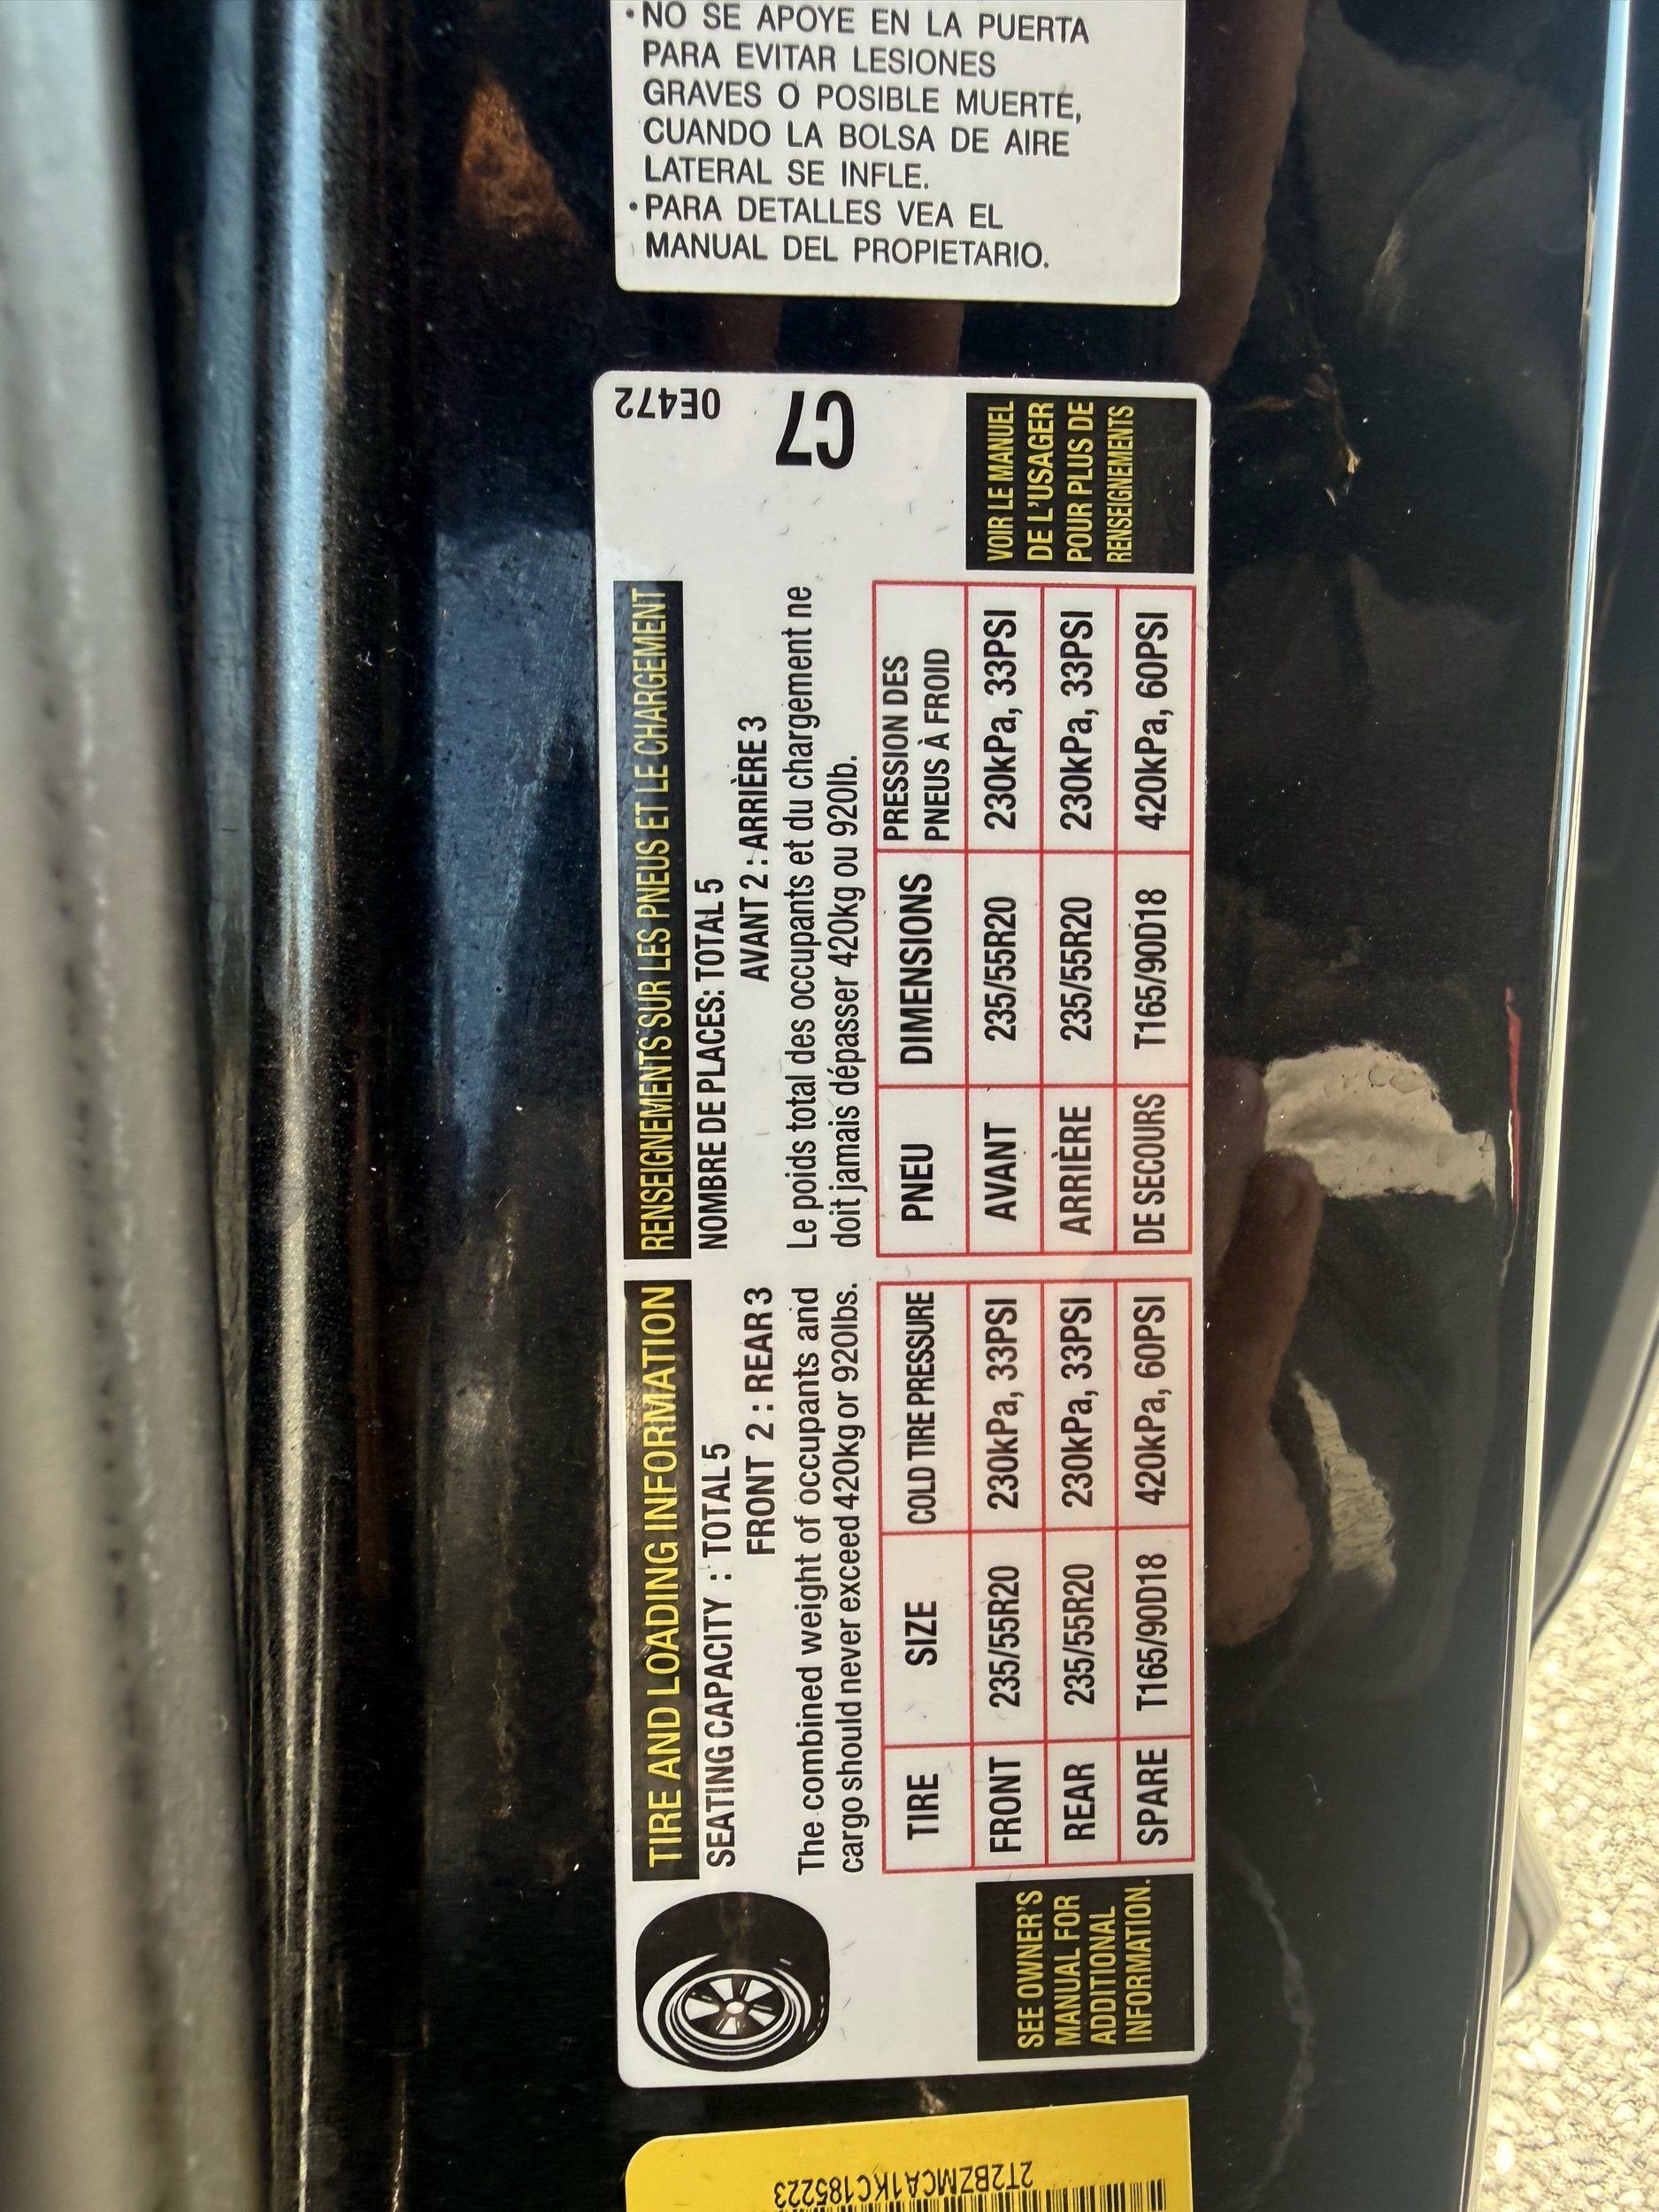 •NO SE APOYE EN LA PUERTA
PARA EVITAR LESIONES
GRAVES O POSIBLE MUERTE,
CUANDO LA BOLSA DE AIRE
LATERAL SE INFLE.
•PARA DETALLES VEA EL
MANUAL DEL PROPIETARIO.
TIRE AND LOADING INFORMATION
SEATING CAPACITY : TOTAL 5
FRONT 2 : REAR 3
The combined weight of occupants and
cargo should never exceed 420kg or 920lbs.
TIRE SIZE COLD TIRE PRESSURE
FRONT 235/55R20 230kPa, 33PSI
REAR 235/55R20 230kPa, 33PSI
SPARE T165/90D18 420kPa, 60PSI
SEE OWNER'S
MANUAL FOR
ADDITIONAL
INFORMATION.
RENSEIGNEMENTS SUR LES PNEUS ET LE CHARGEMENT
NOMBRE DE PLACES: TOTAL 5
AVANT 2 : ARRIÈRE 3
Le poids total des occupants et du chargement ne
doit jamais dépasser 420kg ou 920lb.
PNEU DIMENSIONS PRESSION DES
PNEUS À FROID
AVANT 235/55R20 230kPa, 33PSI
ARRIÈRE 235/55R20 230kPa, 33PSI
DE SECOURS T165/90D18 420kPa, 60PSI
VOIR LE MANUEL
DE L'USAGER
POUR PLUS DE
RENSEIGNEMENTS
0E472
C7
2T2BZMCA1KC185223